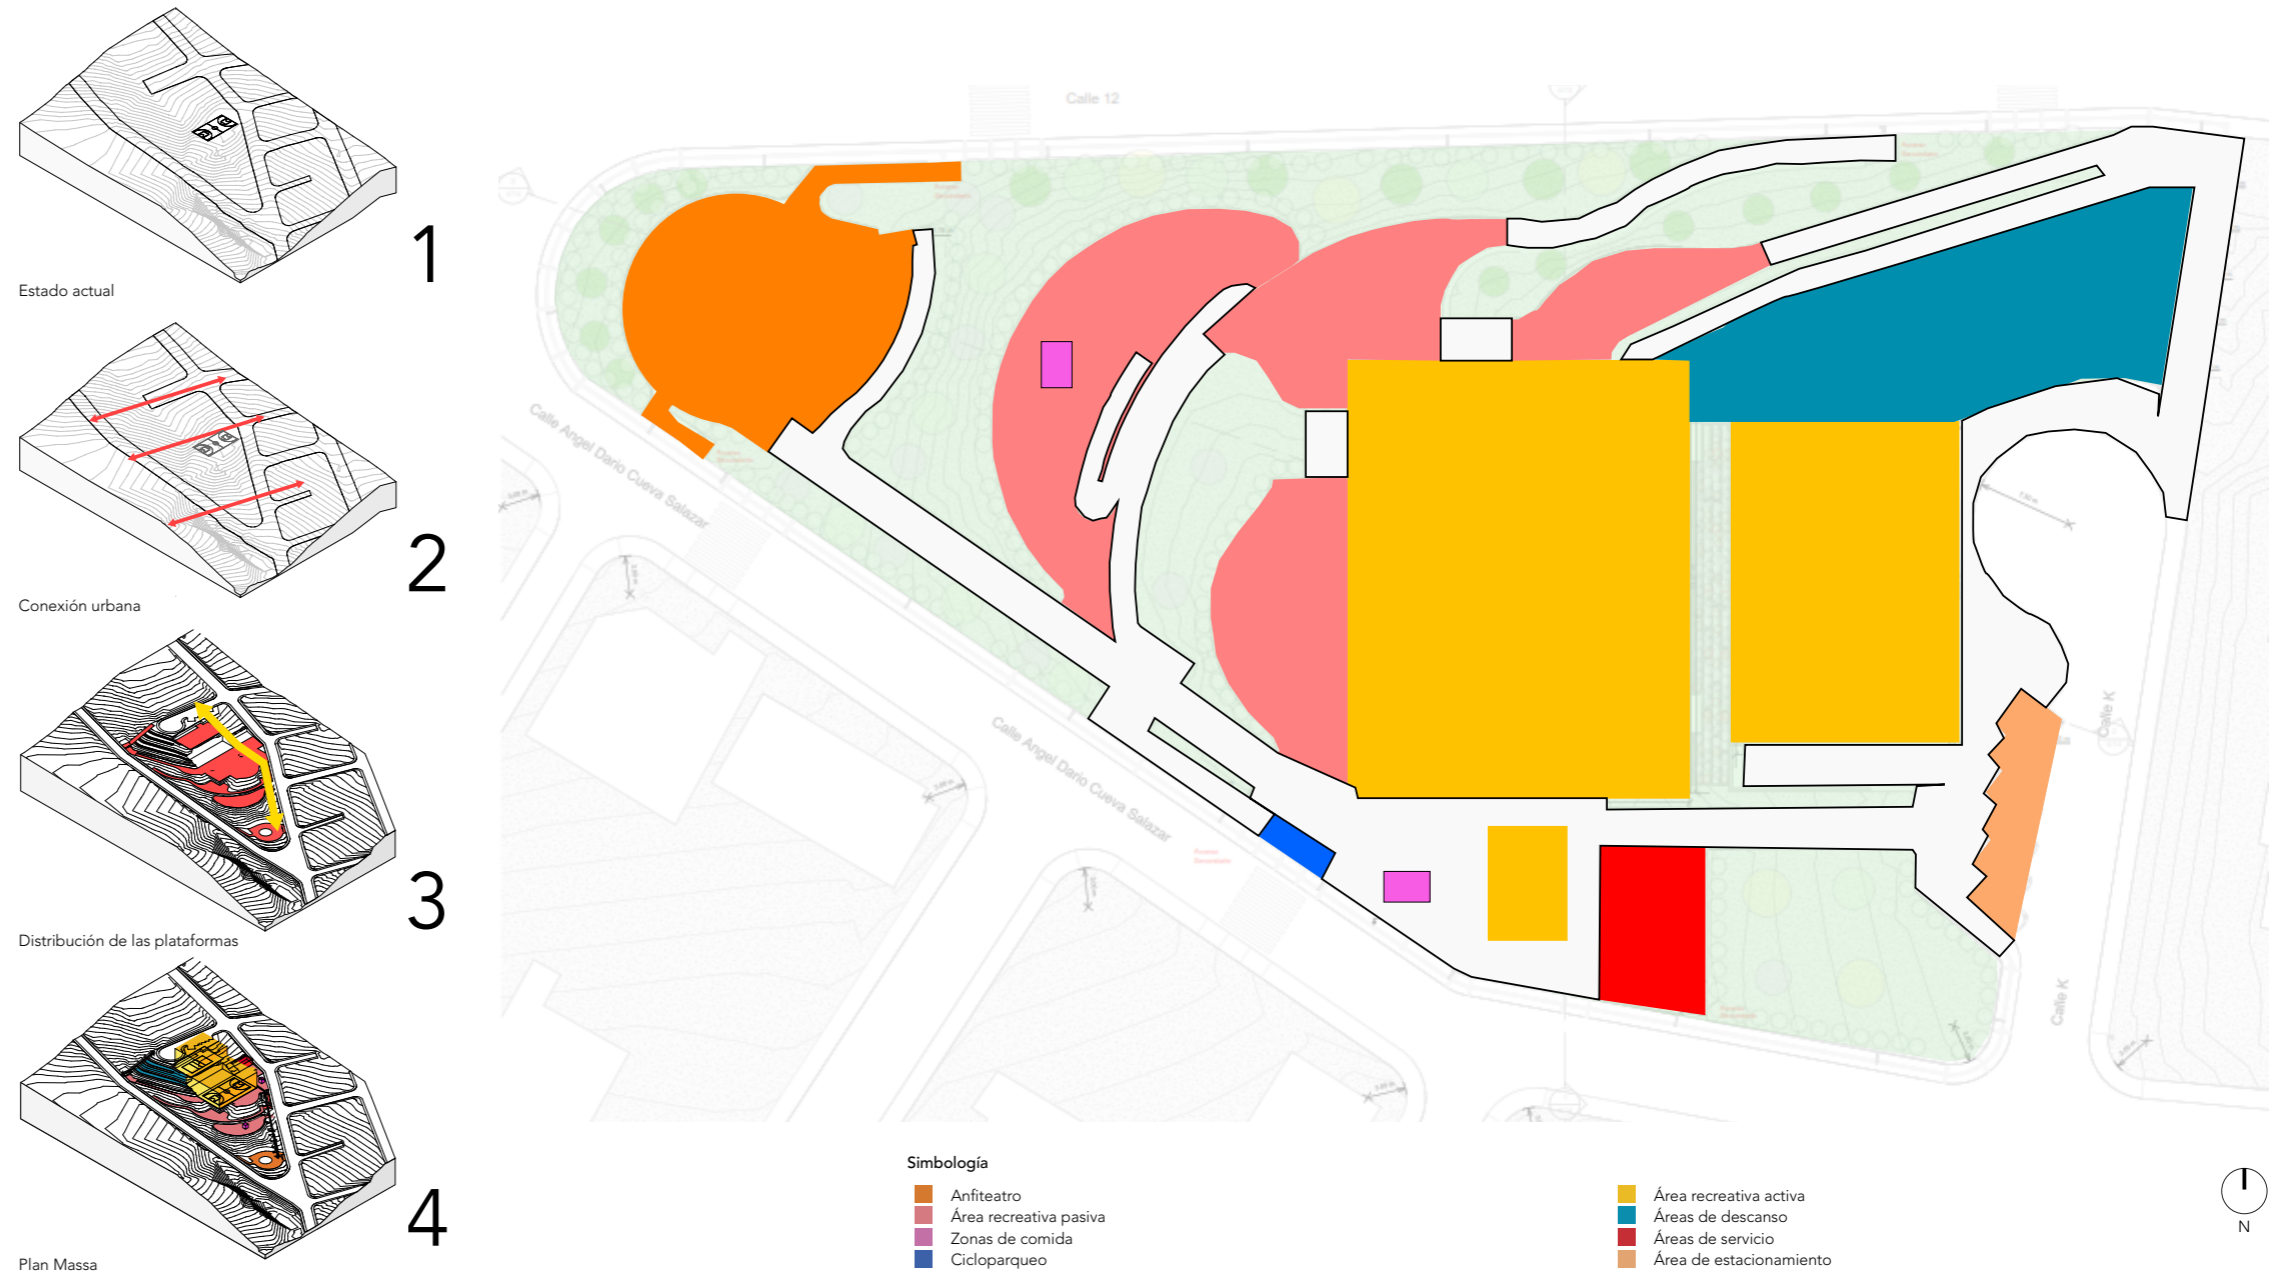 1
Estado actual
2
Conexión urbana
3
Distribución de las plataformas
4
Plan Massa
Calle 12
Calle Angel Dario Cueva Salazar
Calle Angel Dario Cueva Salazar
Calle K
Calle K
Simbología
Anfiteatro
Área recreativa pasiva
Zonas de comida
Cicloparqueo
Área recreativa activa
Áreas de descanso
Áreas de servicio
Área de estacionamiento
N